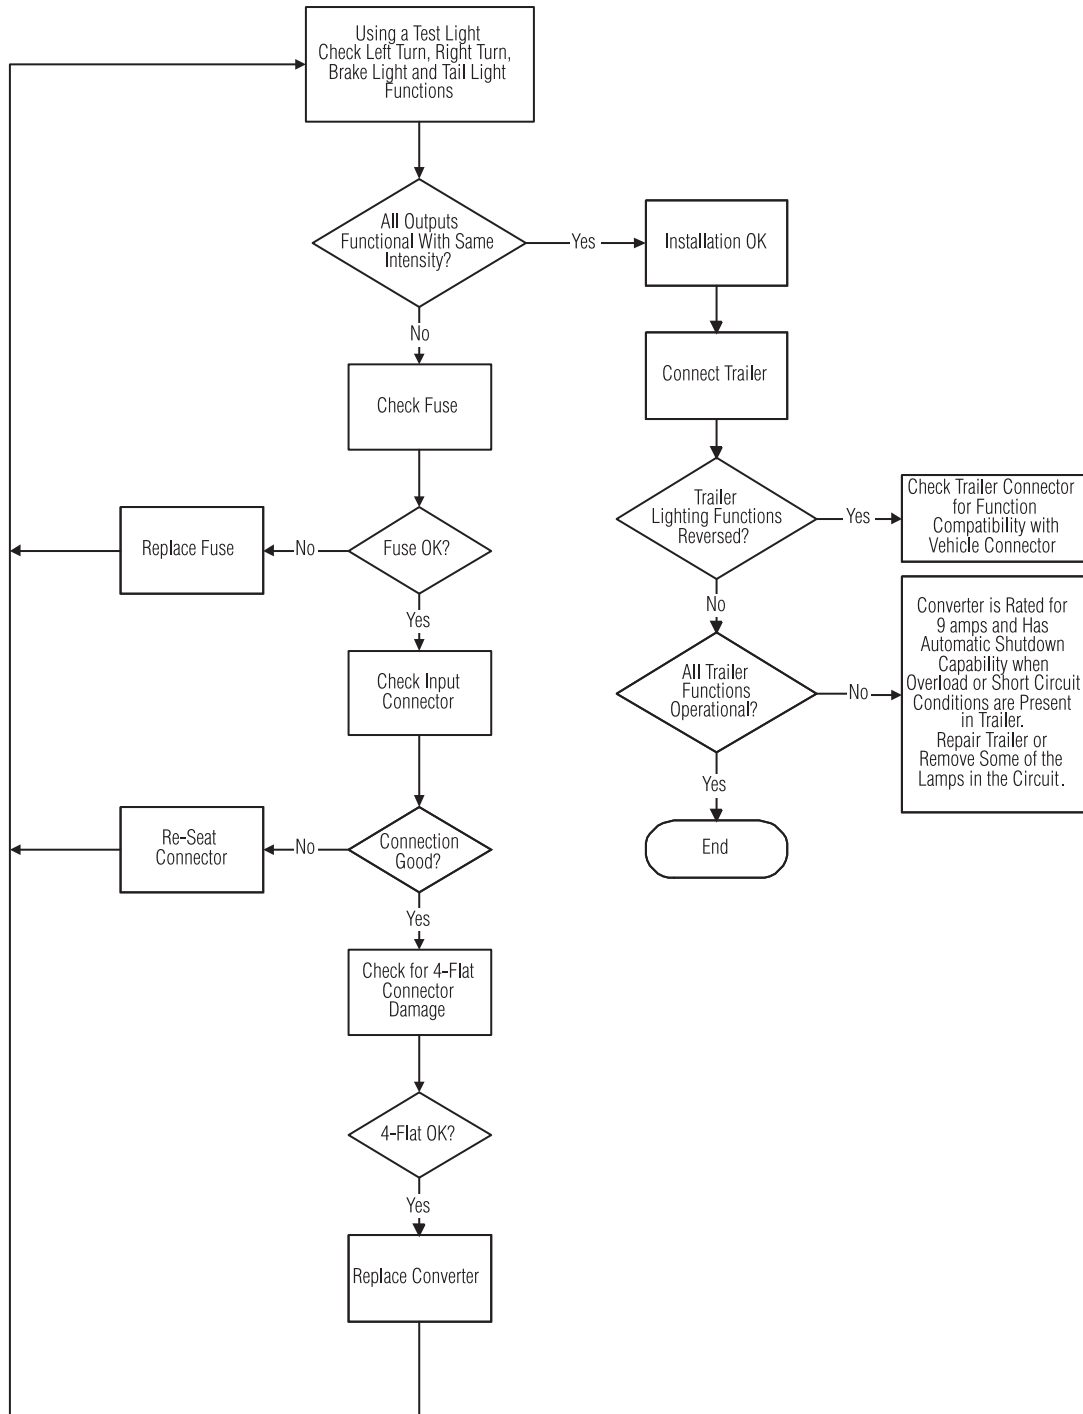 Using a Test Light
Check Left Turn, Right Turn,
Brake Light and Tail Light
Functions
All Outputs
Functional With Same
Intensity?
Yes
Installation OK
No
Connect Trailer
Check Fuse
Trailer
Lighting Functions
Reversed?
Yes
Check Trailer Connector
for Function
Compatibility with
Vehicle Connector
Replace Fuse
No
Fuse OK?
No
Yes
Converter is Rated for
9 amps and Has
Automatic Shutdown
Capability when
Overload or Short Circuit
Conditions are Present
in Trailer.
Repair Trailer or
Remove Some of the
Lamps in the Circuit.
Check Input
Connector
All Trailer
Functions
Operational?
No
Yes
Re-Seat
Connector
No
Connection
Good?
End
Yes
Check for 4-Flat
Connector
Damage
4-Flat OK?
Yes
Replace Converter